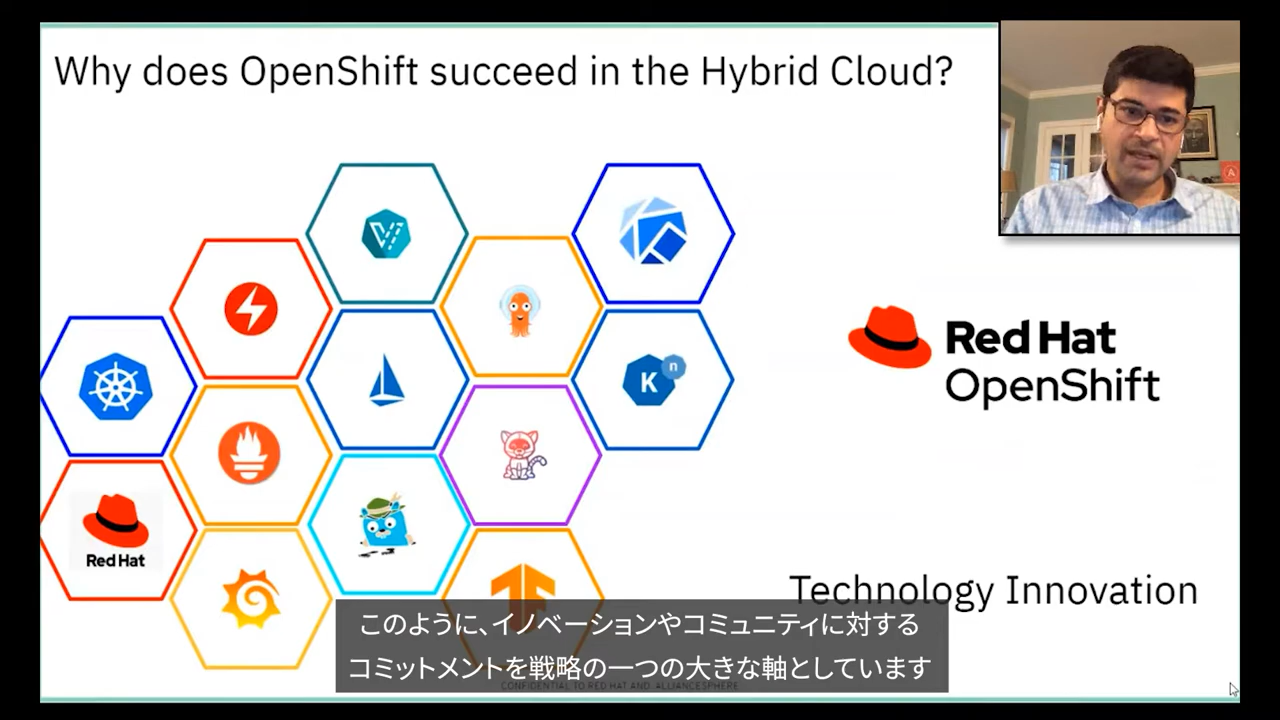 Why does OpenShift succeed in the Hybrid Cloud?
n
K
Red Hat
OpenShift
Red Hat
Technology Innovation
このように、イノベーションやコミュニティに対する
コミットメントを戦略の一つの大きな軸としています
CONFIDENTIAL TO RED HAT AND ALLIANCESPHERE